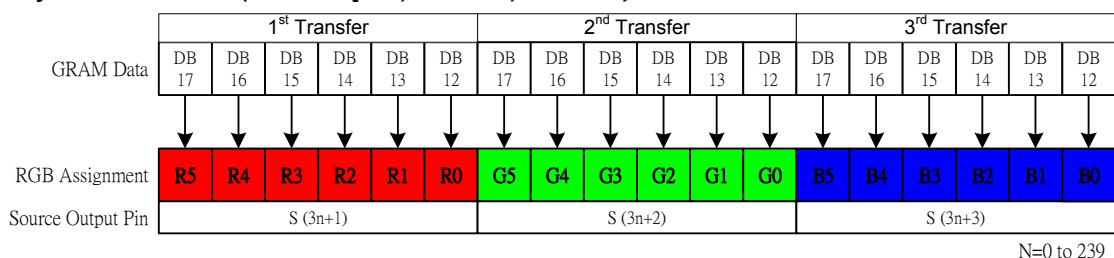 1st Transfer 2nd Transfer 3rd Transfer
GRAM Data DB 17 DB 16 DB 15 DB 14 DB 13 DB 12 DB 17 DB 16 DB 15 DB 14 DB 13 DB 12 DB 17 DB 16 DB 15 DB 14 DB 13 DB 12
RGB Assignment R5 R4 R3 R2 R1 R0 G5 G4 G3 G2 G1 G0 B5 B4 B3 B2 B1 B0
Source Output Pin S (3n+1) S (3n+2) S (3n+3)
N=0 to 239